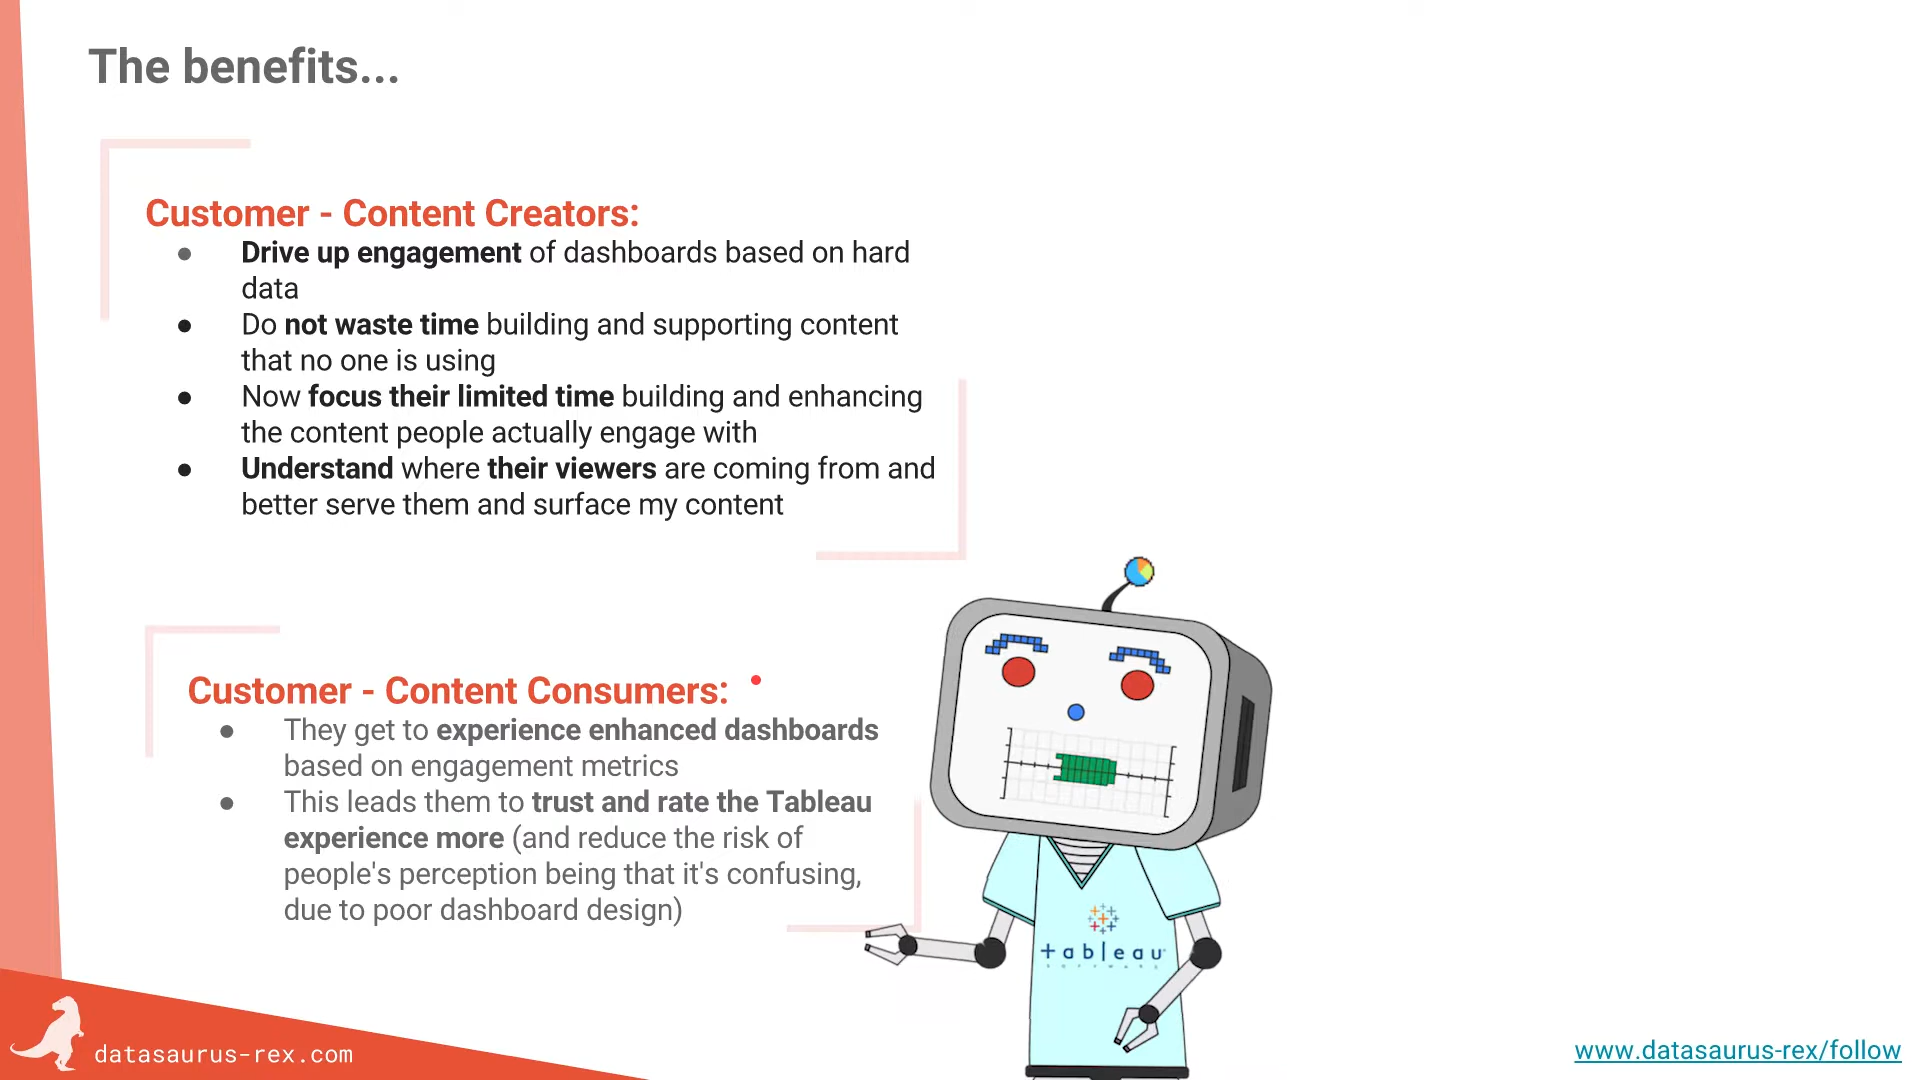 The benefits...
Customer - Content Creators:
● Drive up engagement of dashboards based on hard
data
● Do not waste time building and supporting content
that no one is using
● Now focus their limited time building and enhancing
the content people actually engage with
● Understand where their viewers are coming from and
better serve them and surface my content
Customer - Content Consumers:
● They get to experience enhanced dashboards
based on engagement metrics
● This leads them to trust and rate the Tableau
experience more (and reduce the risk of
people's perception being that it's confusing,
due to poor dashboard design)
+ableau
datasaurus-rex.com
www.datasaurus-rex/follow